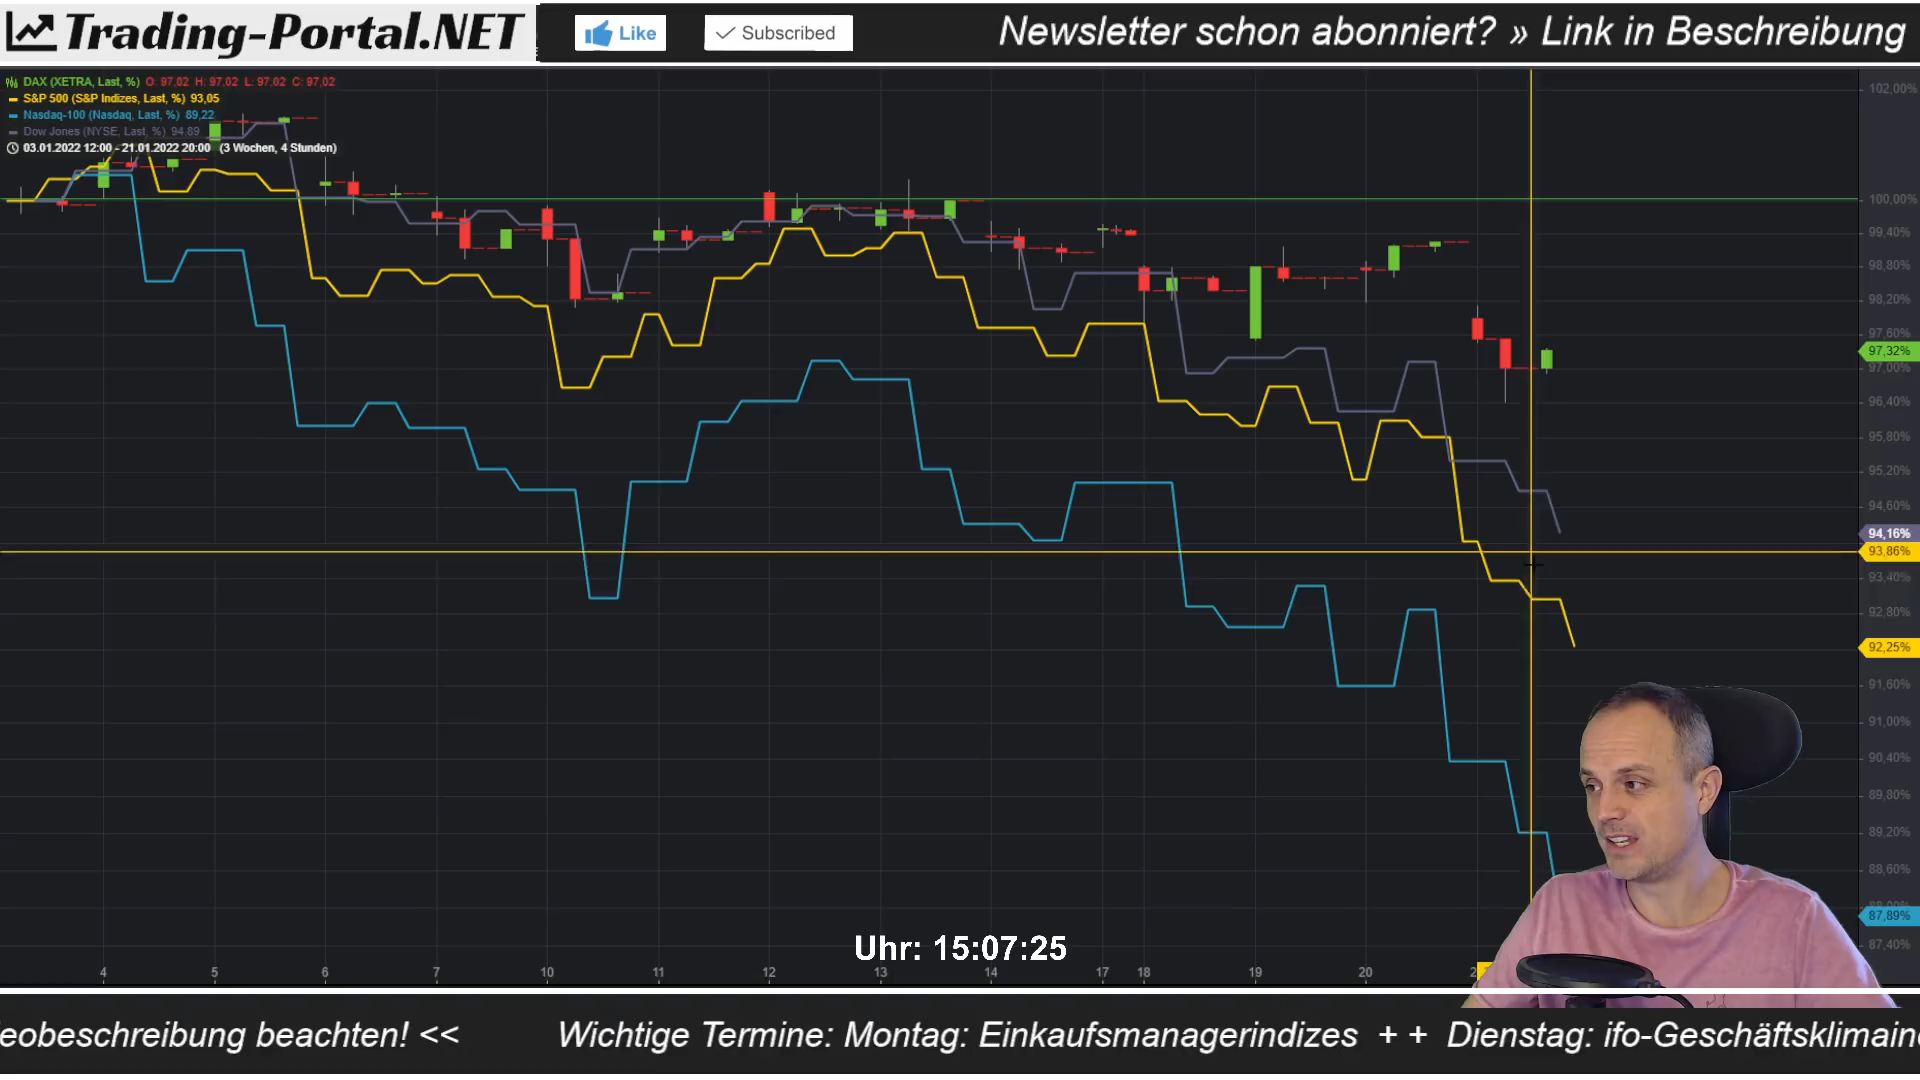 Trading-Portal.NET
Like
Subscribed
Newsletter schon abonniert? » Link in Beschreibung
DAX (XETRA, Last, %) O: 97,02 H: 97,02 L: 97,02 C: 97,02
S&P 500 (S&P Indizes, Last, %) 93,05
Nasdaq-100 (Nasdaq, Last, %) 89,22
Dow Jones (NYSE, Last, %) 94,89
03.01.2022 12:00 - 21.01.2022 20:00 (3 Wochen, 4 Stunden)
102,00%
100,00%
99,40%
98,80%
98,20%
97,60%
97,32%
97,00%
96,40%
95,80%
95,20%
94,60%
94,16%
93,86%
93,40%
92,80%
92,25%
91,60%
91,00%
90,40%
89,80%
89,20%
88,60%
87,89%
87,40%
Uhr: 15:07:25
4 5 6 7 10 11 12 13 14 17 18 19 20
eobeschreibung beachten! << Wichtige Termine: Montag: Einkaufsmanagerindizes + + Dienstag: ifo-Geschäftsklimain